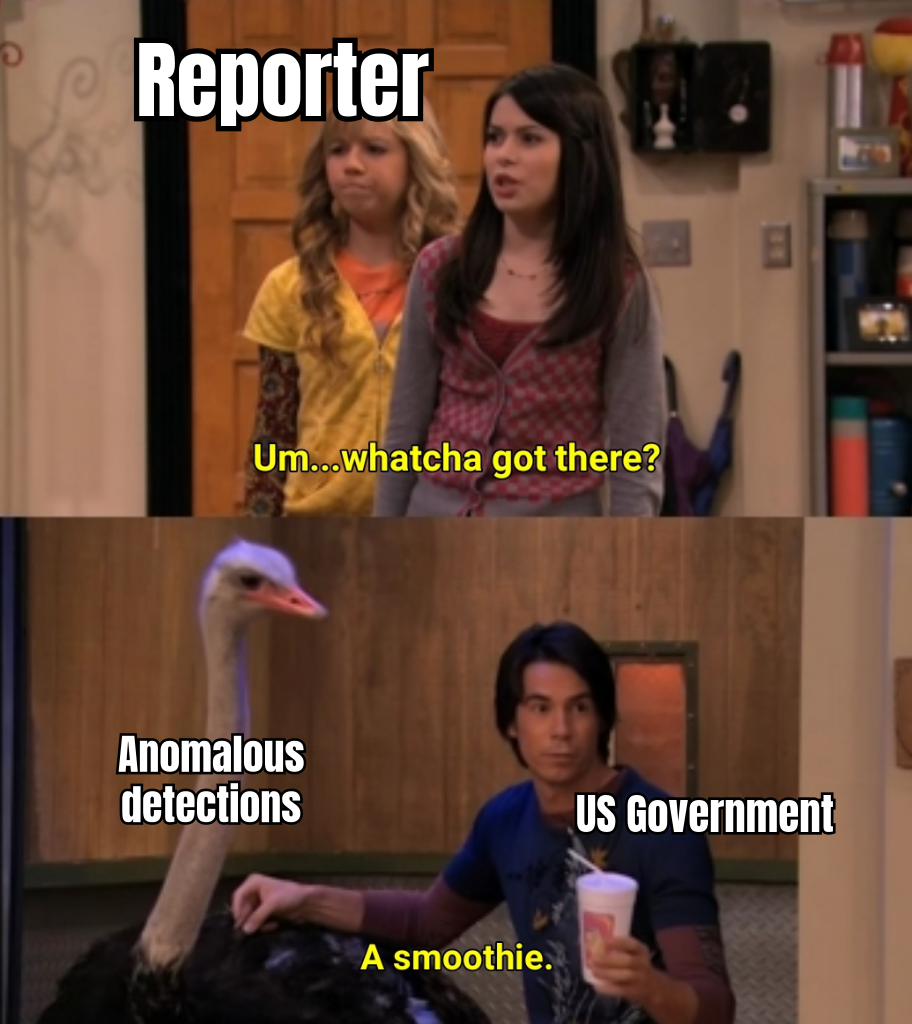 Reporter
Um...whatcha got there?
Anomalous
detections
US Government
A smoothie.